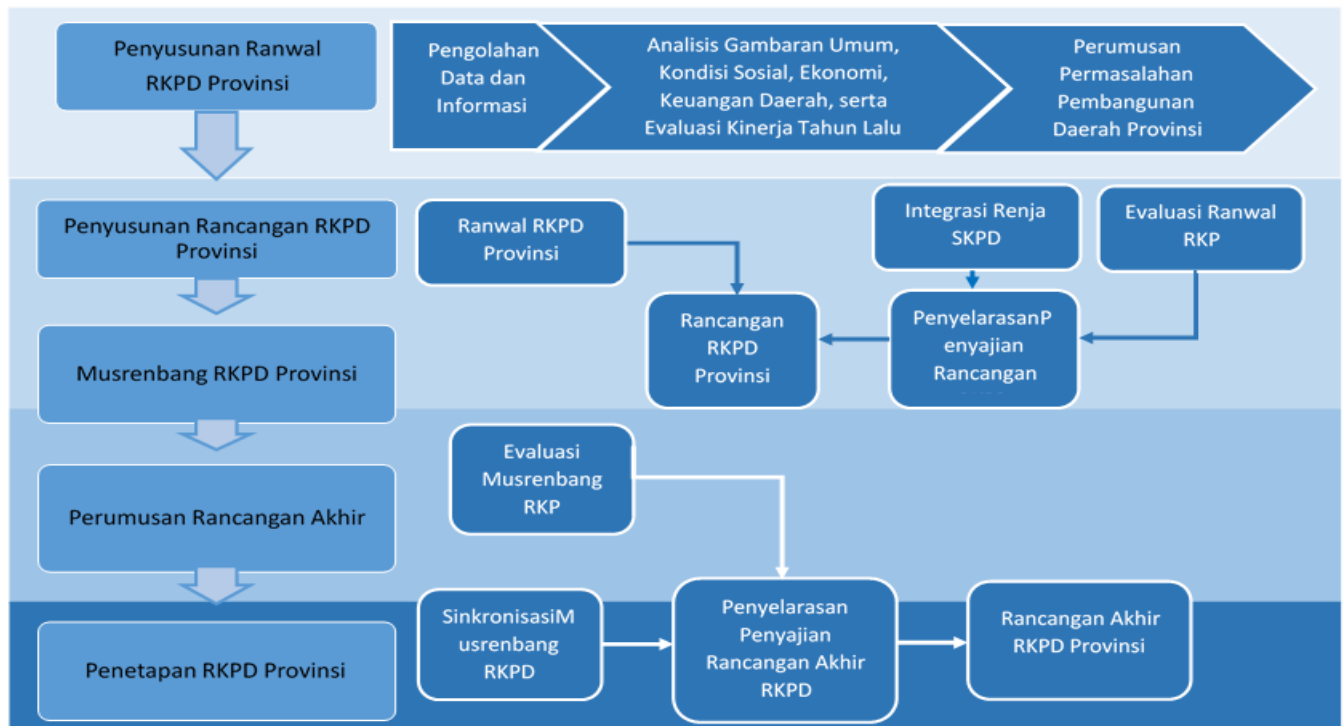 Penyusunan Ranwal
RKPD Provinsi
Pengolahan
Data dan
Informasi
Analisis Gambaran Umum,
Kondisi Sosial, Ekonomi,
Keuangan Daerah, serta
Evaluasi Kinerja Tahun Lalu
Perumusan
Permasalahan
Pembangunan
Daerah Provinsi
Penyusunan Rancangan RKPD
Provinsi
Ranwal RKPD
Provinsi
Integrasi Renja
SKPD
Evaluasi Ranwal
RKP
Rancangan
RKPD
Provinsi
PenyelarasanP
enyajian
Rancangan
Musrenbang RKPD Provinsi
Evaluasi
Musrenbang
RKP
Perumusan Rancangan Akhir
SinkronisasiM
usrenbang
RKPD
Penyelarasan
Penyajian
Rancangan Akhir
RKPD
Rancangan Akhir
RKPD Provinsi
Penetapan RKPD Provinsi